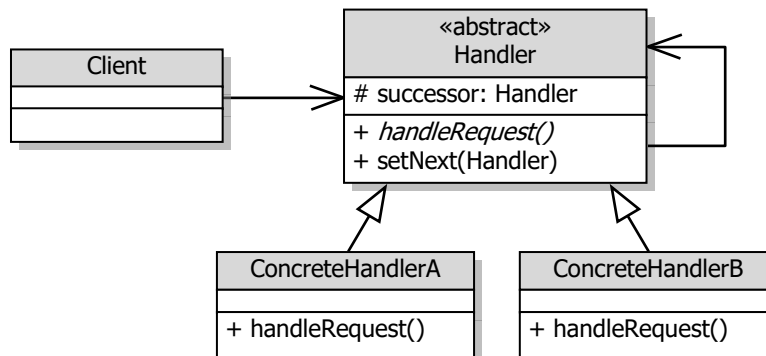 «abstract»
Handler
Client
# successor: Handler
+ handleRequest()
+ setNext(Handler)
ConcreteHandlerA
+ handleRequest()
ConcreteHandlerB
+ handleRequest()